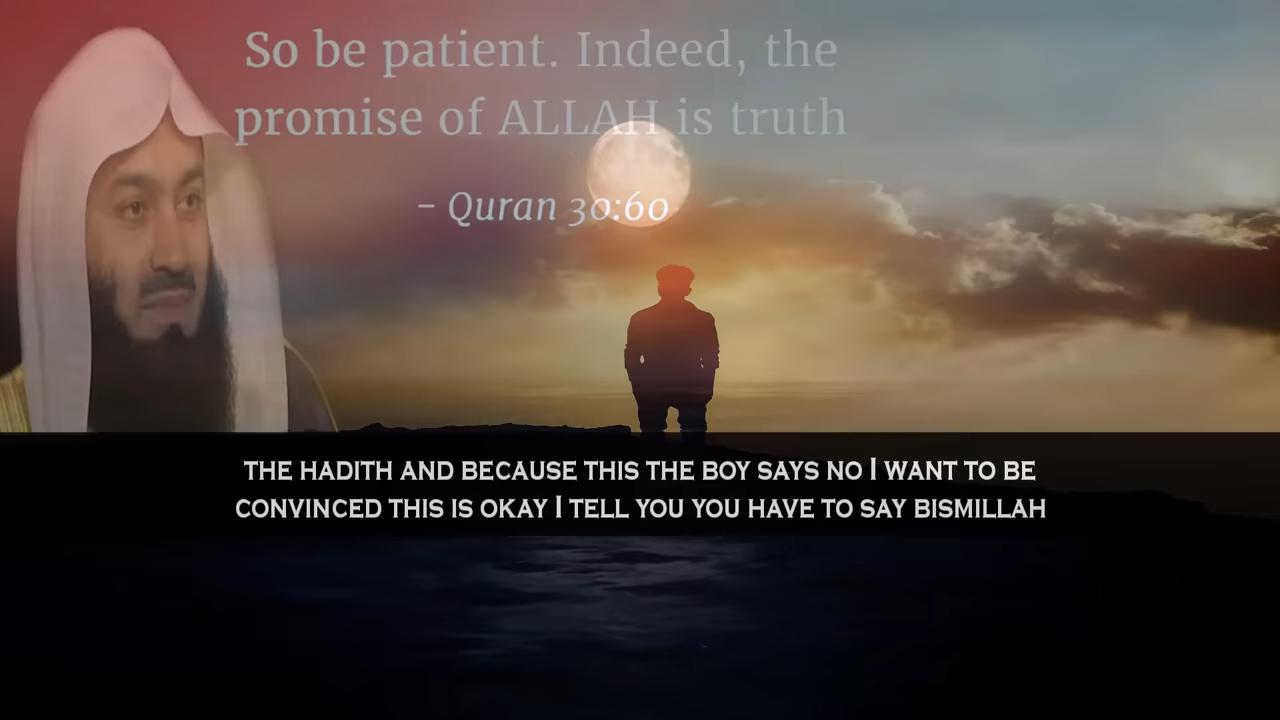 So be patient. Indeed, the
promise of ALLAH is truth
– Quran 30:60
THE HADITH AND BECAUSE THIS THE BOY SAYS NO I WANT TO BE
CONVINCED THIS IS OKAY I TELL YOU YOU HAVE TO SAY BISMILLAH